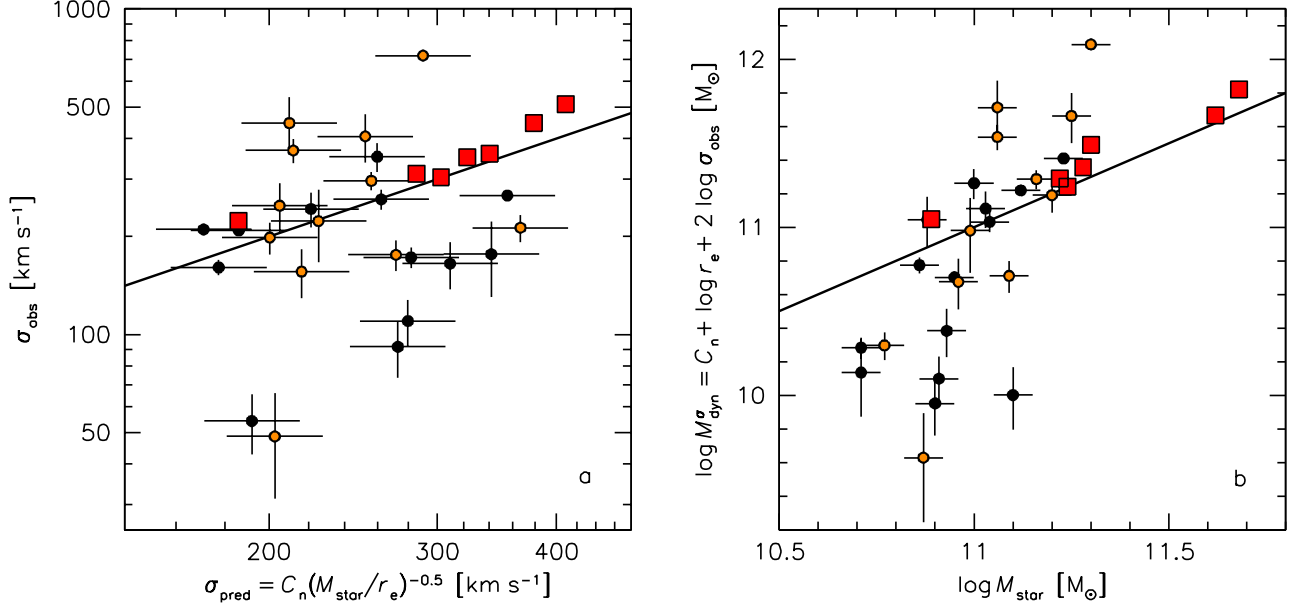 1000
500
100
50
σobs [km s⁻¹]
200
300
400
σpred = Cn(Mstar/re)⁻⁰·⁵ [km s⁻¹]
a
12
11
10
log Mσdyn = Cn + log re + 2 log σobs [M⊙]
10.5
11
11.5
log Mstar [M⊙]
b